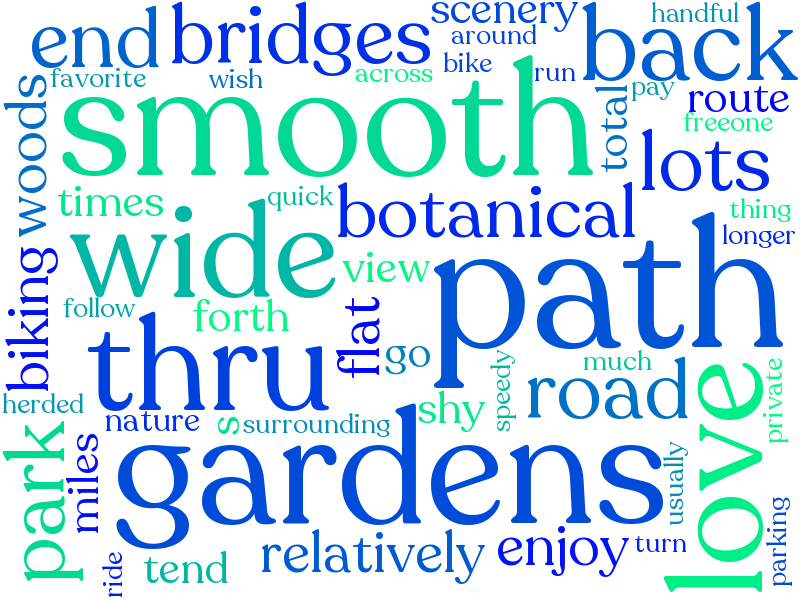 scenery
handful
end
bridges
around
back
favorite
wish
across
bike
run
pay
smooth
total
route
freeone
woods
lots
times
quick
botanical
thing
wide
path
longer
view
biking
follow
forth
flat
thru
go
much
road
speedy
private
herded
nature
s
surrounding
shy
love
park
miles
gardens
usually
relatively
enjoy
turn
parking
ride
tend